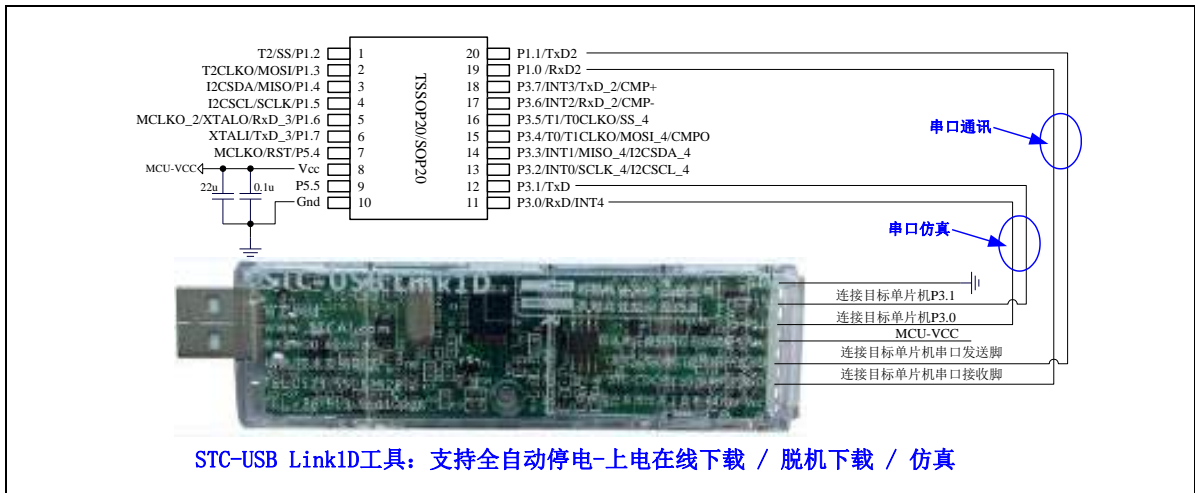 T2/SS/P1.2 1
T2CLKO/MOSI/P1.3 2
I2CSDA/MISO/P1.4 3
I2CSCL/SCLK/P1.5 4
MCLKO_2/XTALO/RxD_3/P1.6 5
XTALI/TxD_3/P1.7 6
MCLKO/RST/P5.4 7
MCU-VCC Vcc 8
22u 0.1u P5.5 9
Gnd 10
TSSOP20/SOP20
20 P1.1/TxD2
19 P1.0 /RxD2
18 P3.7/INT3/TxD_2/CMP+
17 P3.6/INT2/RxD_2/CMP-
16 P3.5/T1/T0CLKO/SS_4
15 P3.4/T0/T1CLKO/MOSI_4/CMPO
14 P3.3/INT1/MISO_4/I2CSDA_4
13 P3.2/INT0/SCLK_4/I2CSCL_4
12 P3.1/TxD
11 P3.0/RxD/INT4
串口通讯
串口仿真
STC-USB Link1D
连接目标单片机P3.1
连接目标单片机P3.0
MCU-VCC
连接目标单片机串口发送脚
连接目标单片机串口接收脚
STC-USB Link1D工具：支持全自动停电-上电在线下载 / 脱机下载 / 仿真